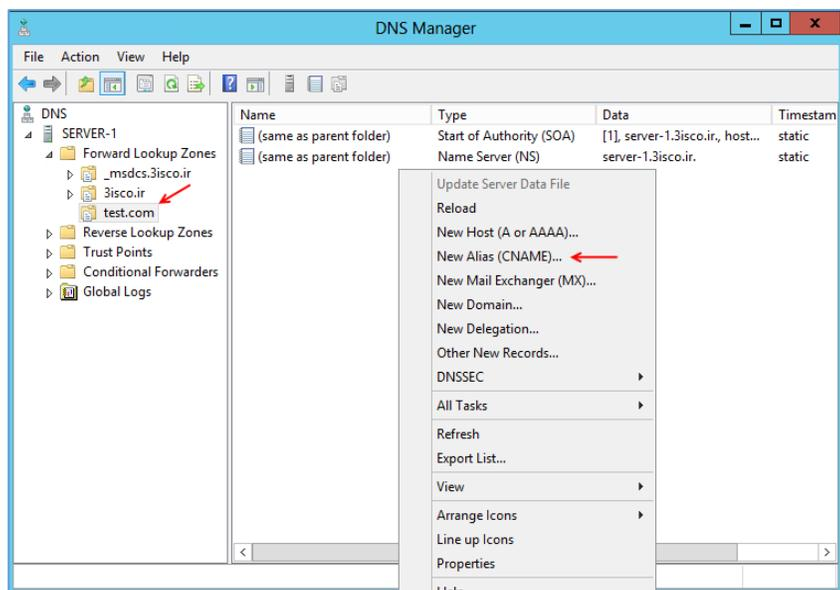 DNS Manager
File Action View Help
DNS
SERVER-1
Forward Lookup Zones
_msdcs.3isco.ir
3isco.ir
test.com
Reverse Lookup Zones
Trust Points
Conditional Forwarders
Global Logs
Name Type Data Timestam
(same as parent folder) Start of Authority (SOA) [1], server-1.3isco.ir., host... static
(same as parent folder) Name Server (NS) server-1.3isco.ir. static
Update Server Data File
Reload
New Host (A or AAAA)...
New Alias (CNAME)...
New Mail Exchanger (MX)...
New Domain...
New Delegation...
Other New Records...
DNSSEC
All Tasks
Refresh
Export List...
View
Arrange Icons
Line up Icons
Properties